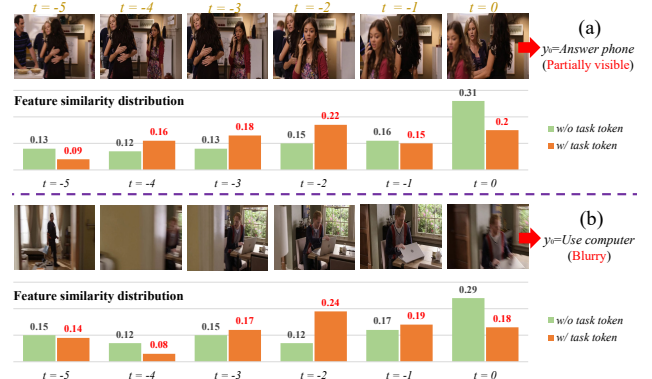 t = -5 t = -4 t = -3 t = -2 t = -1 t = 0
(a)
y₀=Answer phone
(Partially visible)
Feature similarity distribution
0.13 0.09 0.12 0.16 0.13 0.18 0.15 0.22 0.16 0.15 0.31 0.2
w/o task token
w/ task token
t = -5 t = -4 t = -3 t = -2 t = -1 t = 0
(b)
y₀=Use computer
(Blurry)
Feature similarity distribution
0.15 0.14 0.12 0.08 0.15 0.17 0.12 0.24 0.17 0.19 0.29 0.18
w/o task token
w/ task token
t = -5 t = -4 t = -3 t = -2 t = -1 t = 0